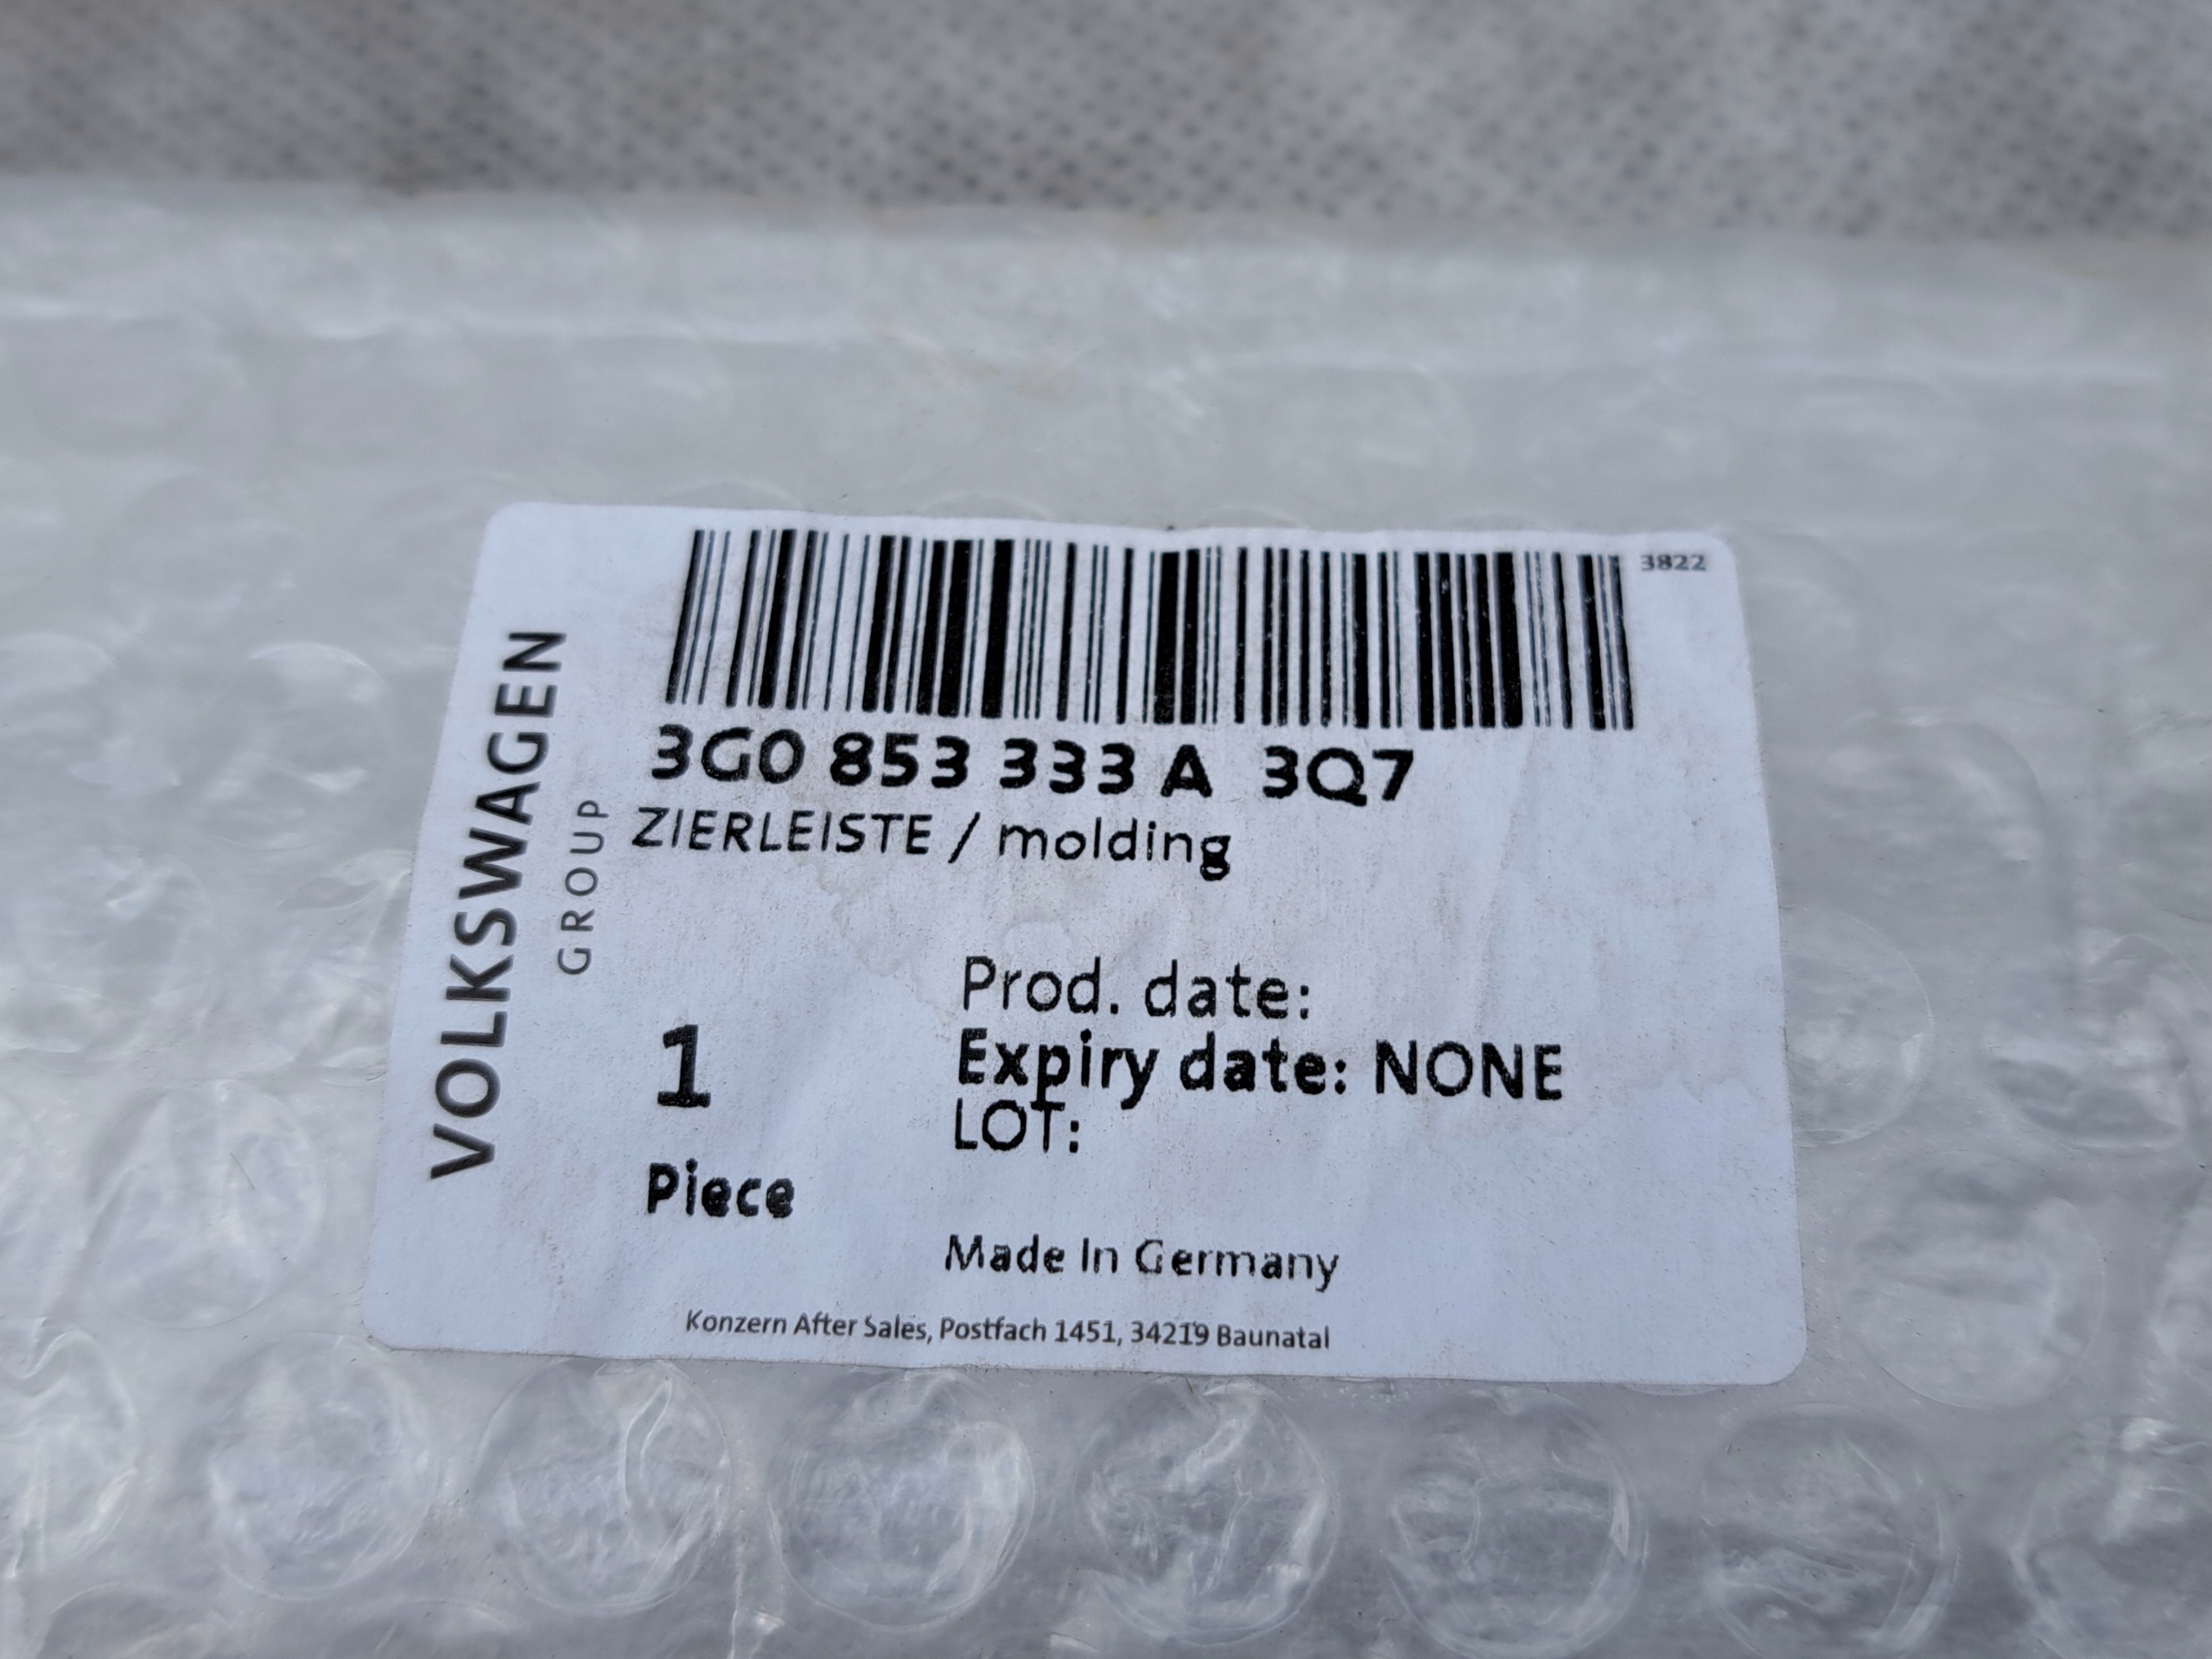 3822
VOLKSWAGEN
GROUP
3G0 853 333 A 3Q7
ZIERLEISTE / molding
Prod. date:
Expiry date: NONE
LOT:
1
Piece
Made In Germany
Konzern After Sales, Postfach 1451, 34219 Baunatal